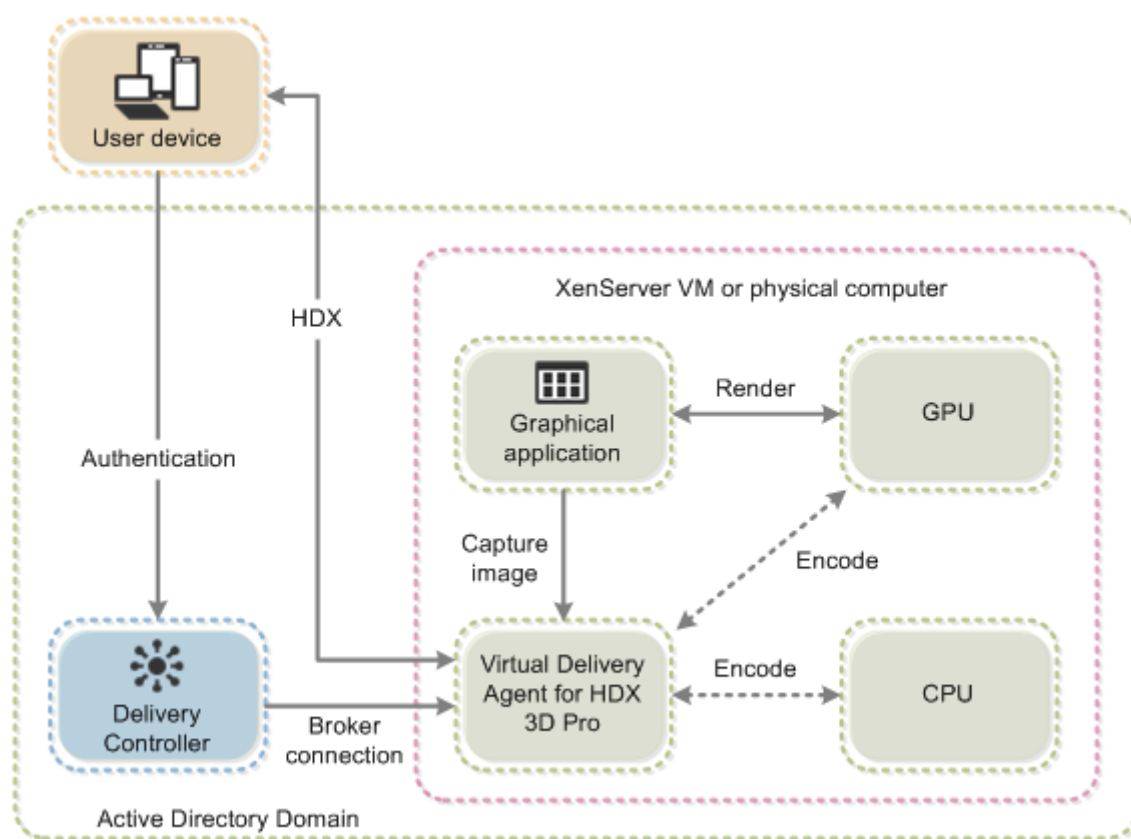 User device
XenServer VM or physical computer
HDX
Graphical
application
Render
GPU
Authentication
Capture
image
Encode
Delivery
Controller
Broker
connection
Virtual Delivery
Agent for HDX
3D Pro
Encode
CPU
Active Directory Domain